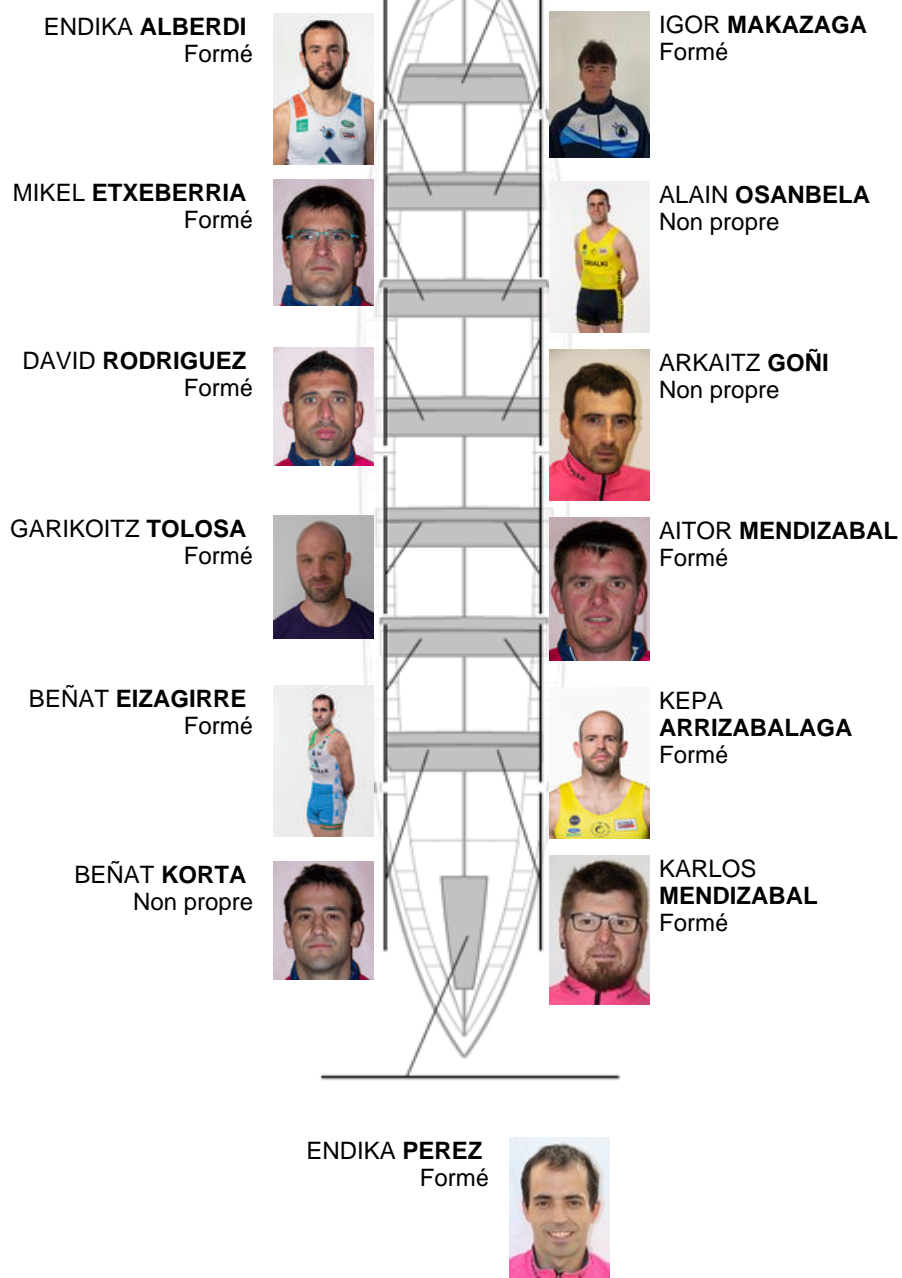 ENDIKA ALBERDI
Formé
IGOR MAKAZAGA
Formé
MIKEL ETXEBERRIA
Formé
ALAIN OSANBELA
Non propre
DAVID RODRIGUEZ
Formé
ARKAITZ GOÑI
Non propre
GARIKOITZ TOLOSA
Formé
AITOR MENDIZABAL
Formé
BEÑAT EIZAGIRRE
Formé
KEPA
ARRIZABALAGA
Formé
BEÑAT KORTA
Non propre
KARLOS
MENDIZABAL
Formé
ENDIKA PEREZ
Formé